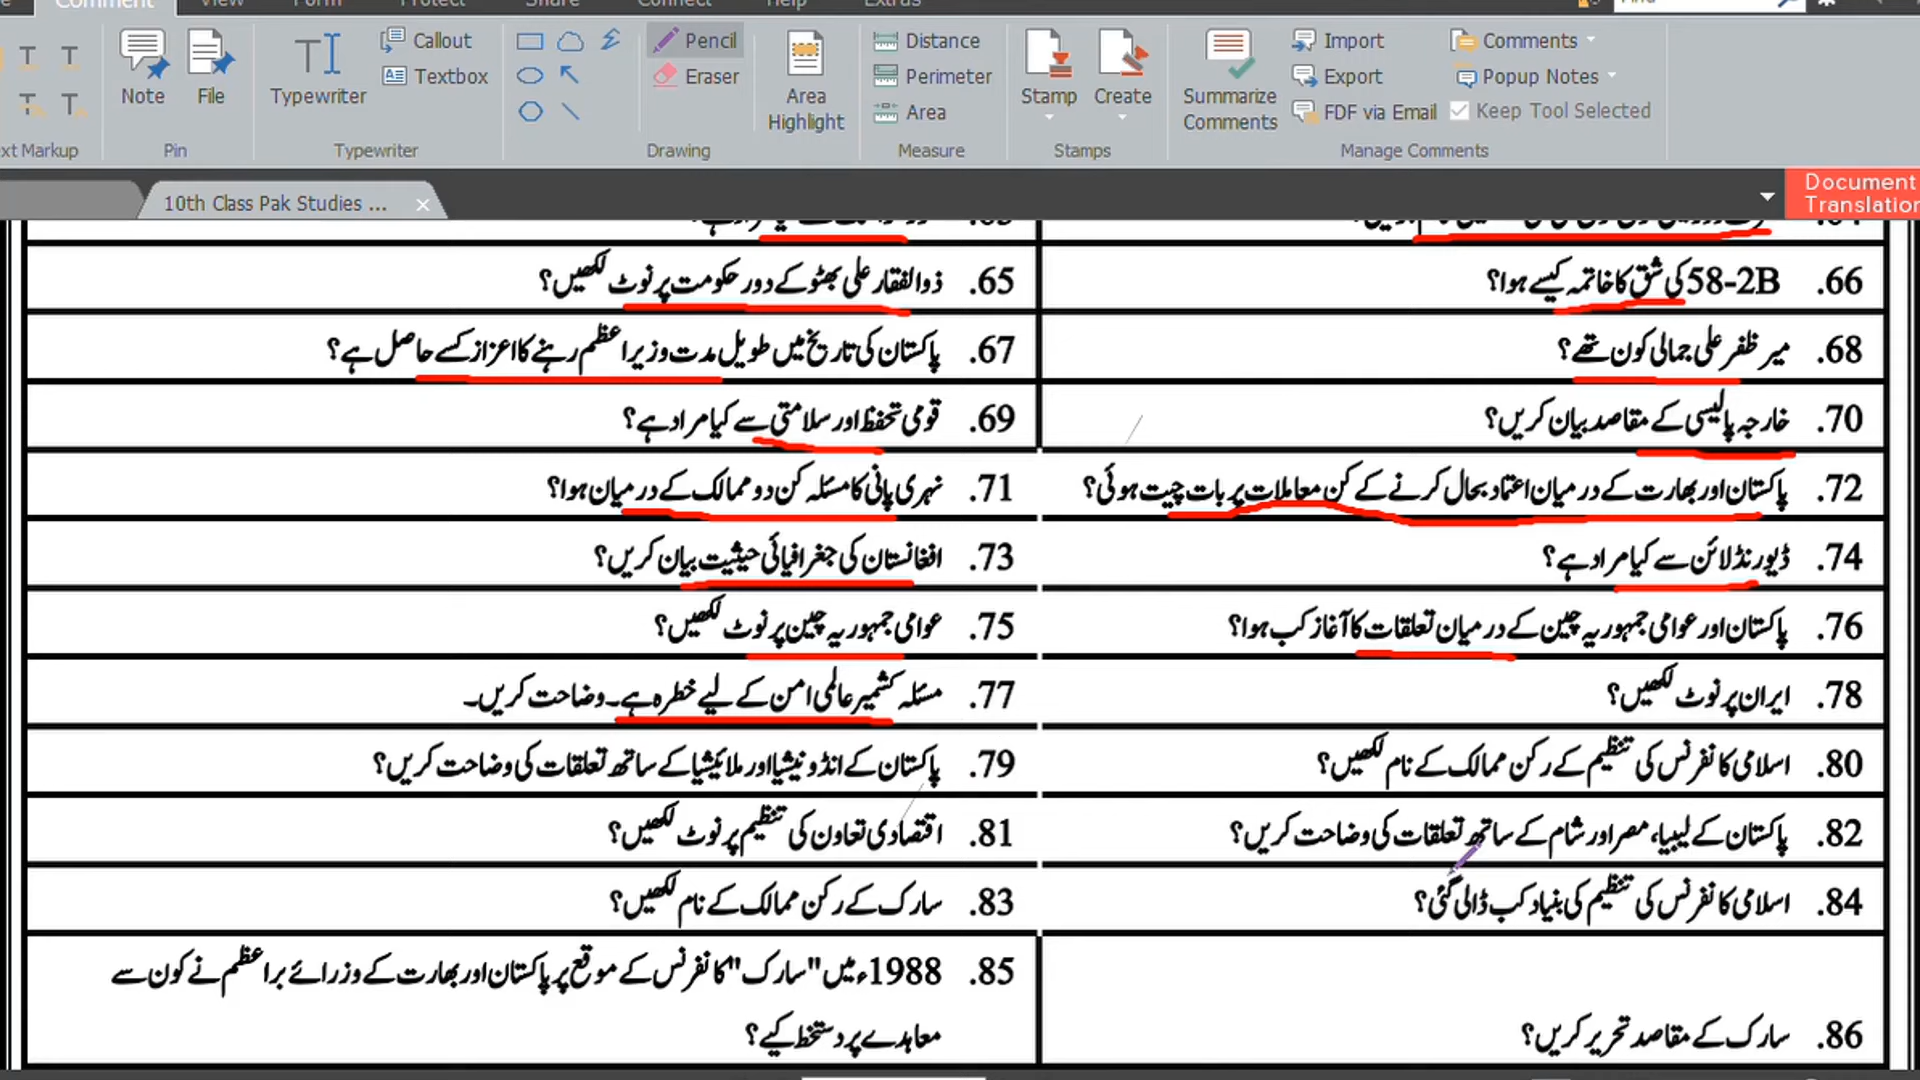 Comment View Form Protect Share Connect Help Extras Find
Note File Typewriter Callout Textbox Pencil Eraser Area Highlight Distance Perimeter Area Stamp Create Summarize Comments Import Export FDF via Email Comments Popup Notes Keep Tool Selected
Pin Typewriter Drawing Measure Stamps Manage Comments
10th Class Pak Studies ...
Document
Translation
65. ذوالفقار علی بھٹو کے دور حکومت پر نوٹ لکھیں؟
66. 58-2B کی شق کا خاتمہ کیسے ہوا؟
67. پاکستان کی تاریخ میں طویل مدت وزیراعظم رہنے کا اعزاز کسے حاصل ہے؟
68. میر ظفر علی جمالی کون تھے؟
69. قومی تحفظ اور سلامتی سے کیا مراد ہے؟
70. خارجہ پالیسی کے مقاصد بیان کریں؟
71. نہری پانی کا مسئلہ کن دو ممالک کے درمیان ہوا؟
72. پاکستان اور بھارت کے درمیان اعتماد بحال کرنے کے کن معاملات پر بات چیت ہوئی؟
73. افغانستان کی جغرافیائی حیثیت بیان کریں؟
74. ڈیورنڈ لائن سے کیا مراد ہے؟
75. عوامی جمہوریہ چین پر نوٹ لکھیں؟
76. پاکستان اور عوامی جمہوریہ چین کے درمیان تعلقات کا آغاز کب ہوا؟
77. مسئلہ کشمیر عالمی امن کے لیے خطرہ ہے۔ وضاحت کریں۔
78. ایران پر نوٹ لکھیں؟
79. پاکستان کے انڈونیشیا اور ملائیشیا کے ساتھ تعلقات کی وضاحت کریں؟
80. اسلامی کانفرنس کی تنظیم کے رکن ممالک کے نام لکھیں؟
81. اقتصادی تعاون کی تنظیم پر نوٹ لکھیں؟
82. پاکستان کے لیبیا، مصر اور شام کے ساتھ تعلقات کی وضاحت کریں؟
83. سارک کے رکن ممالک کے نام لکھیں؟
84. اسلامی کانفرنس کی تنظیم کی بنیاد کب ڈالی گئی؟
85. 1988ء میں "سارک" کانفرنس کے موقع پر پاکستان اور بھارت کے وزرائے براعظم نے کون سے
معاہدے پر دستخط کیے؟
86. سارک کے مقاصد تحریر کریں؟